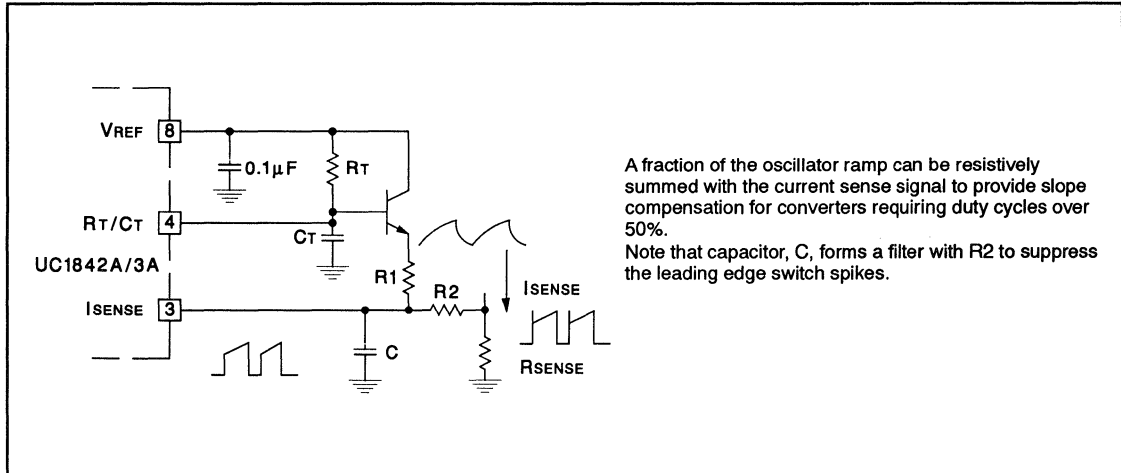 VREF 8
0.1µF
RT
RT/CT 4
CT
UC1842A/3A
R1
ISENSE 3
R2
ISENSE
C
RSENSE
A fraction of the oscillator ramp can be resistively
summed with the current sense signal to provide slope
compensation for converters requiring duty cycles over
50%.
Note that capacitor, C, forms a filter with R2 to suppress
the leading edge switch spikes.